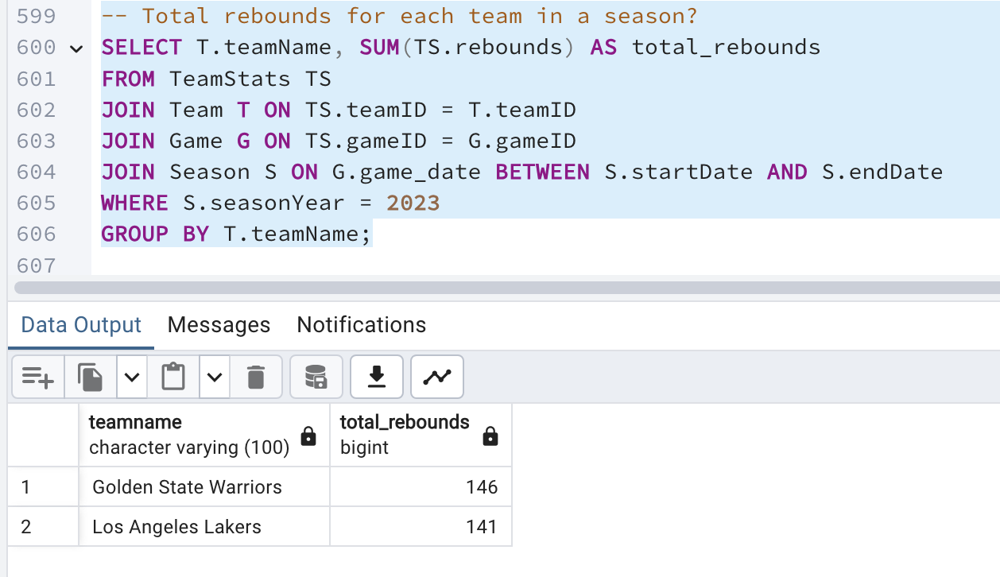 599 -- Total rebounds for each team in a season?
600 SELECT T.teamName, SUM(TS.rebounds) AS total_rebounds
601 FROM TeamStats TS
602 JOIN Team T ON TS.teamID = T.teamID
603 JOIN Game G ON TS.gameID = G.gameID
604 JOIN Season S ON G.game_date BETWEEN S.startDate AND S.endDate
605 WHERE S.seasonYear = 2023
606 GROUP BY T.teamName;
607
Data Output Messages Notifications
teamname total_rebounds
character varying (100) bigint
1 Golden State Warriors 146
2 Los Angeles Lakers 141